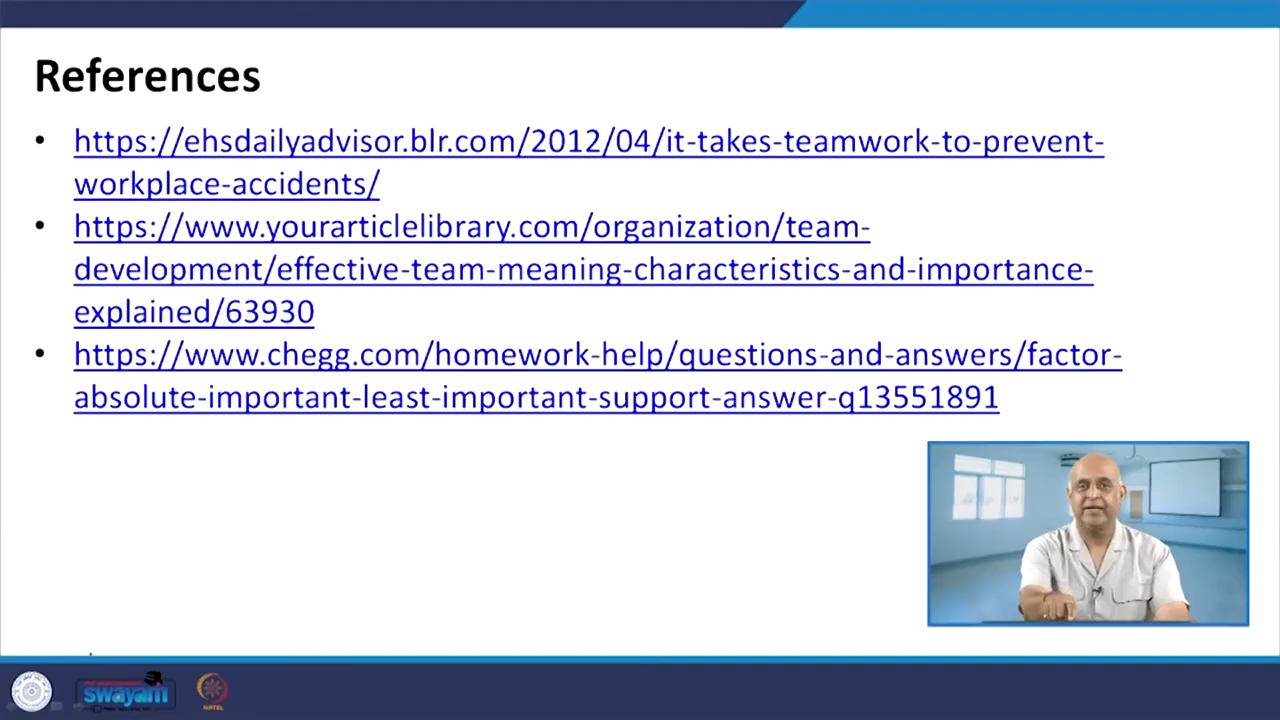 References
• https://ehsdailyadvisor.blr.com/2012/04/it-takes-teamwork-to-prevent-
workplace-accidents/
• https://www.yourarticlelibrary.com/organization/team-
development/effective-team-meaning-characteristics-and-importance-
explained/63930
• https://www.chegg.com/homework-help/questions-and-answers/factor-
absolute-important-least-important-support-answer-q13551891
swayam
NPTEL